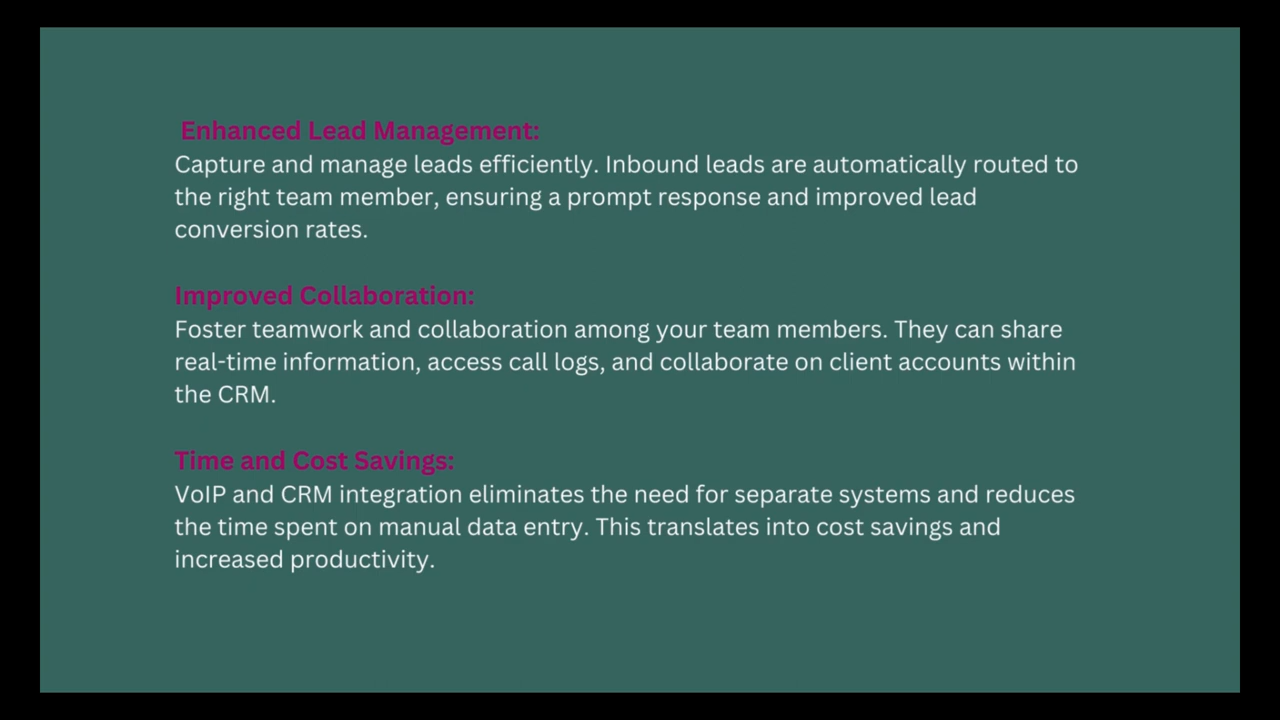 Enhanced Lead Management:
Capture and manage leads efficiently. Inbound leads are automatically routed to
the right team member, ensuring a prompt response and improved lead
conversion rates.
Improved Collaboration:
Foster teamwork and collaboration among your team members. They can share
real-time information, access call logs, and collaborate on client accounts within
the CRM.
Time and Cost Savings:
VoIP and CRM integration eliminates the need for separate systems and reduces
the time spent on manual data entry. This translates into cost savings and
increased productivity.